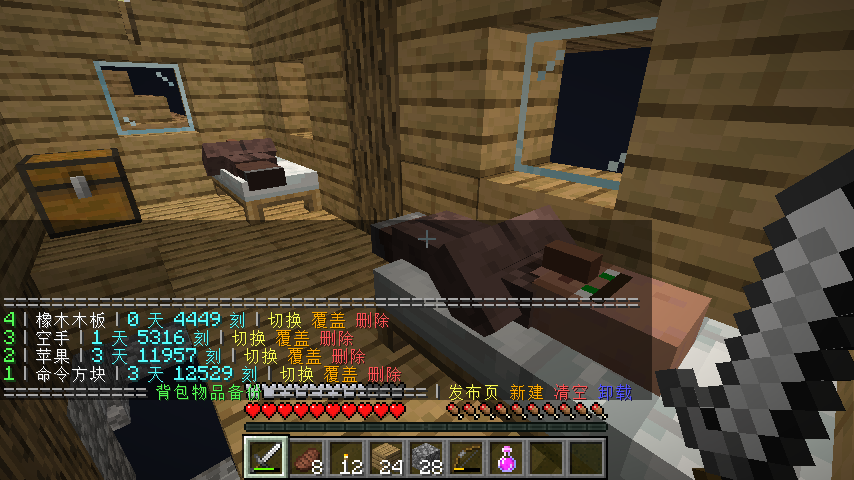 4 | 橡木木板 | 0 天 4449 刻 | 切换 覆盖 删除
3 | 空手 | 1 天 5316 刻 | 切换 覆盖 删除
2 | 苹果 | 3 天 11957 刻 | 切换 覆盖 删除
1 | 命令方块 | 3 天 12529 刻 | 切换 覆盖 删除
背包物品备份 | 发布页 新建 清空 卸载
8 12 24 28